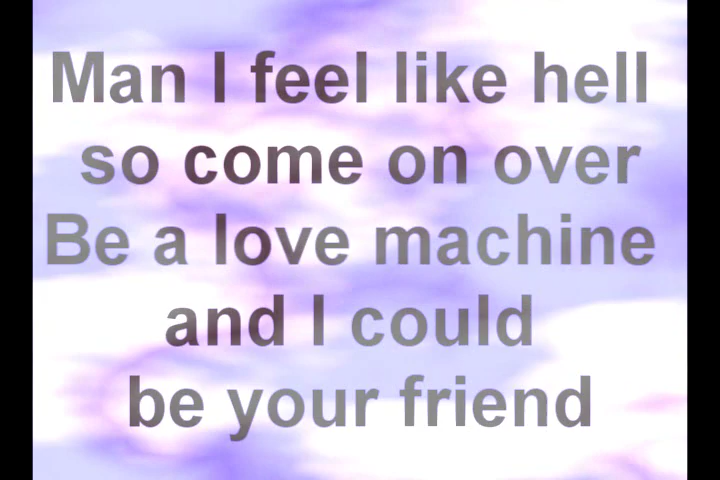 Man I feel like hell
so come on over
Be a love machine
and I could
be your friend